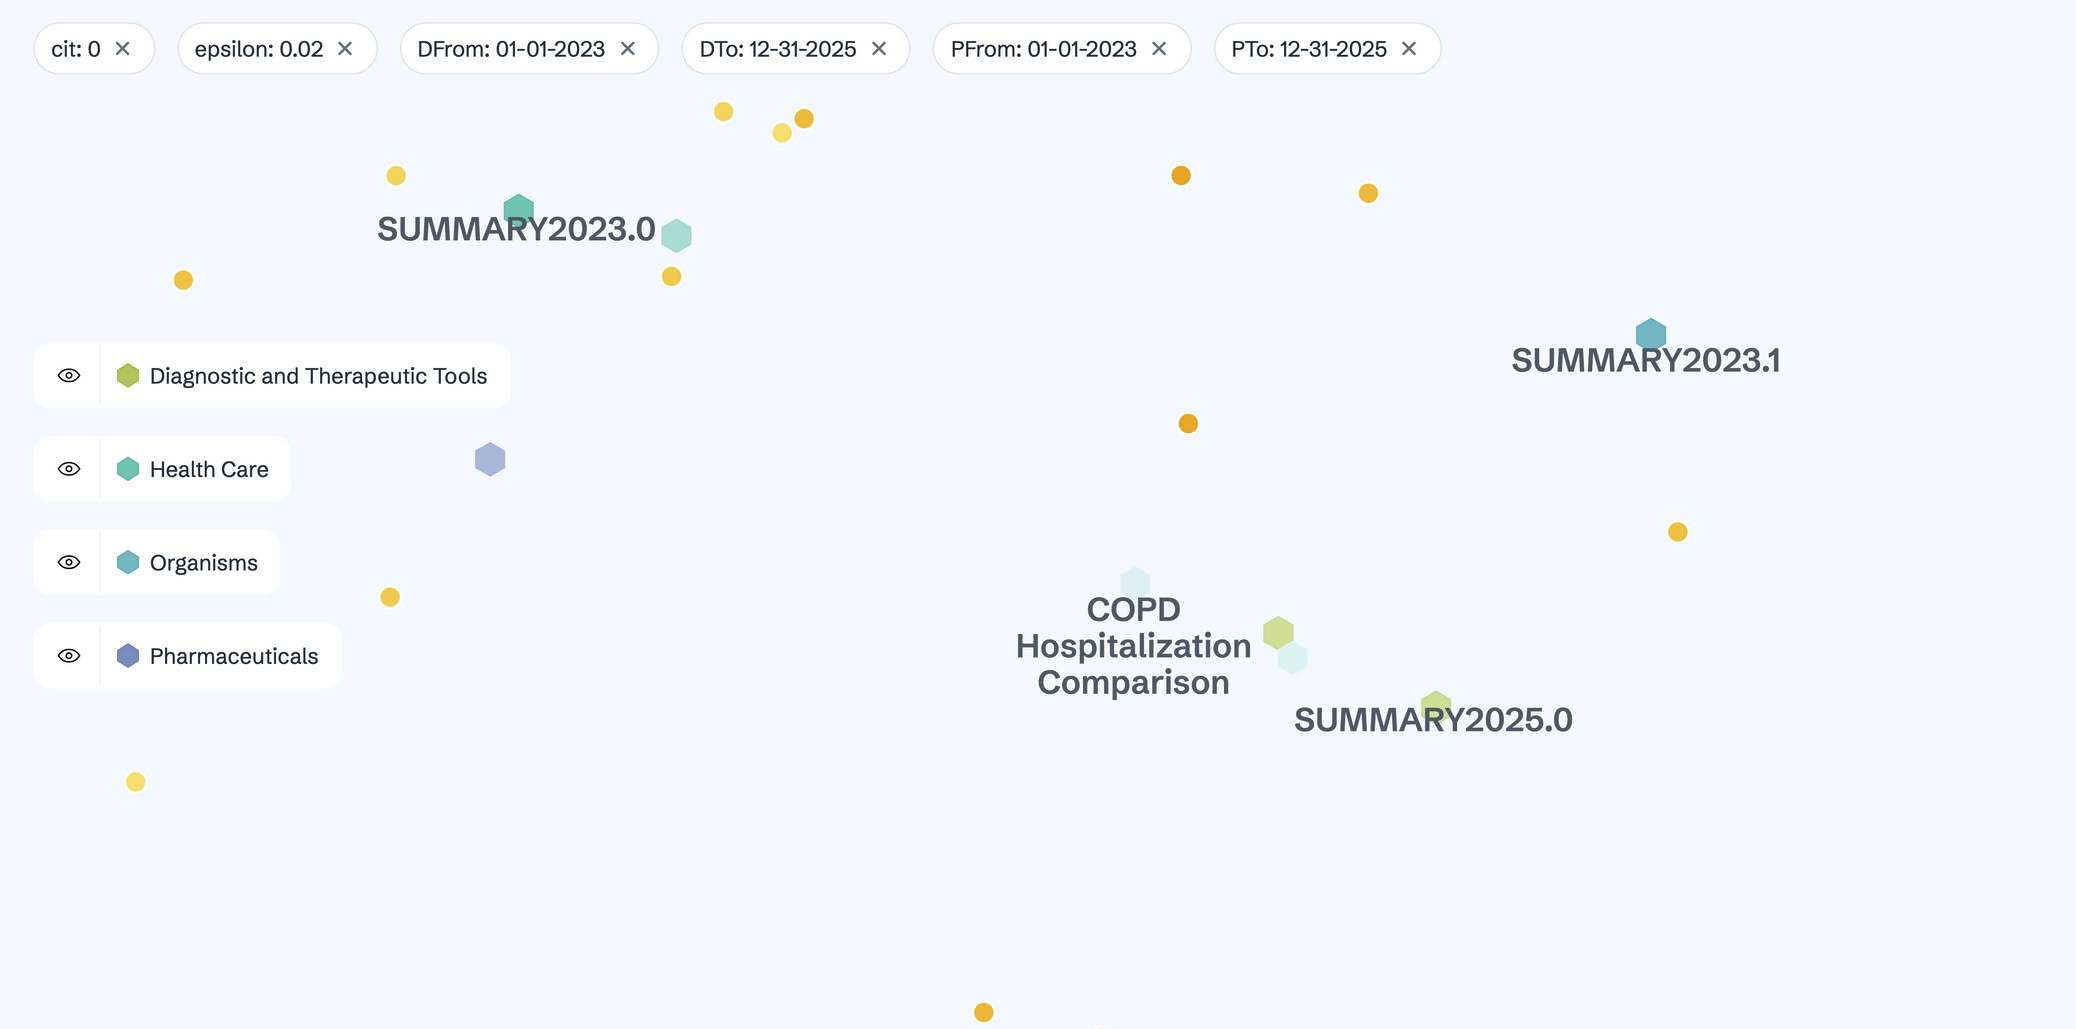 cit: 0 ✕
epsilon: 0.02 ✕
DFrom: 01-01-2023 ✕
DTo: 12-31-2025 ✕
PFrom: 01-01-2023 ✕
PTo: 12-31-2025 ✕
SUMMARY2023.0
SUMMARY2023.1
Diagnostic and Therapeutic Tools
Health Care
Organisms
Pharmaceuticals
COPD
Hospitalization
Comparison
SUMMARY2025.0